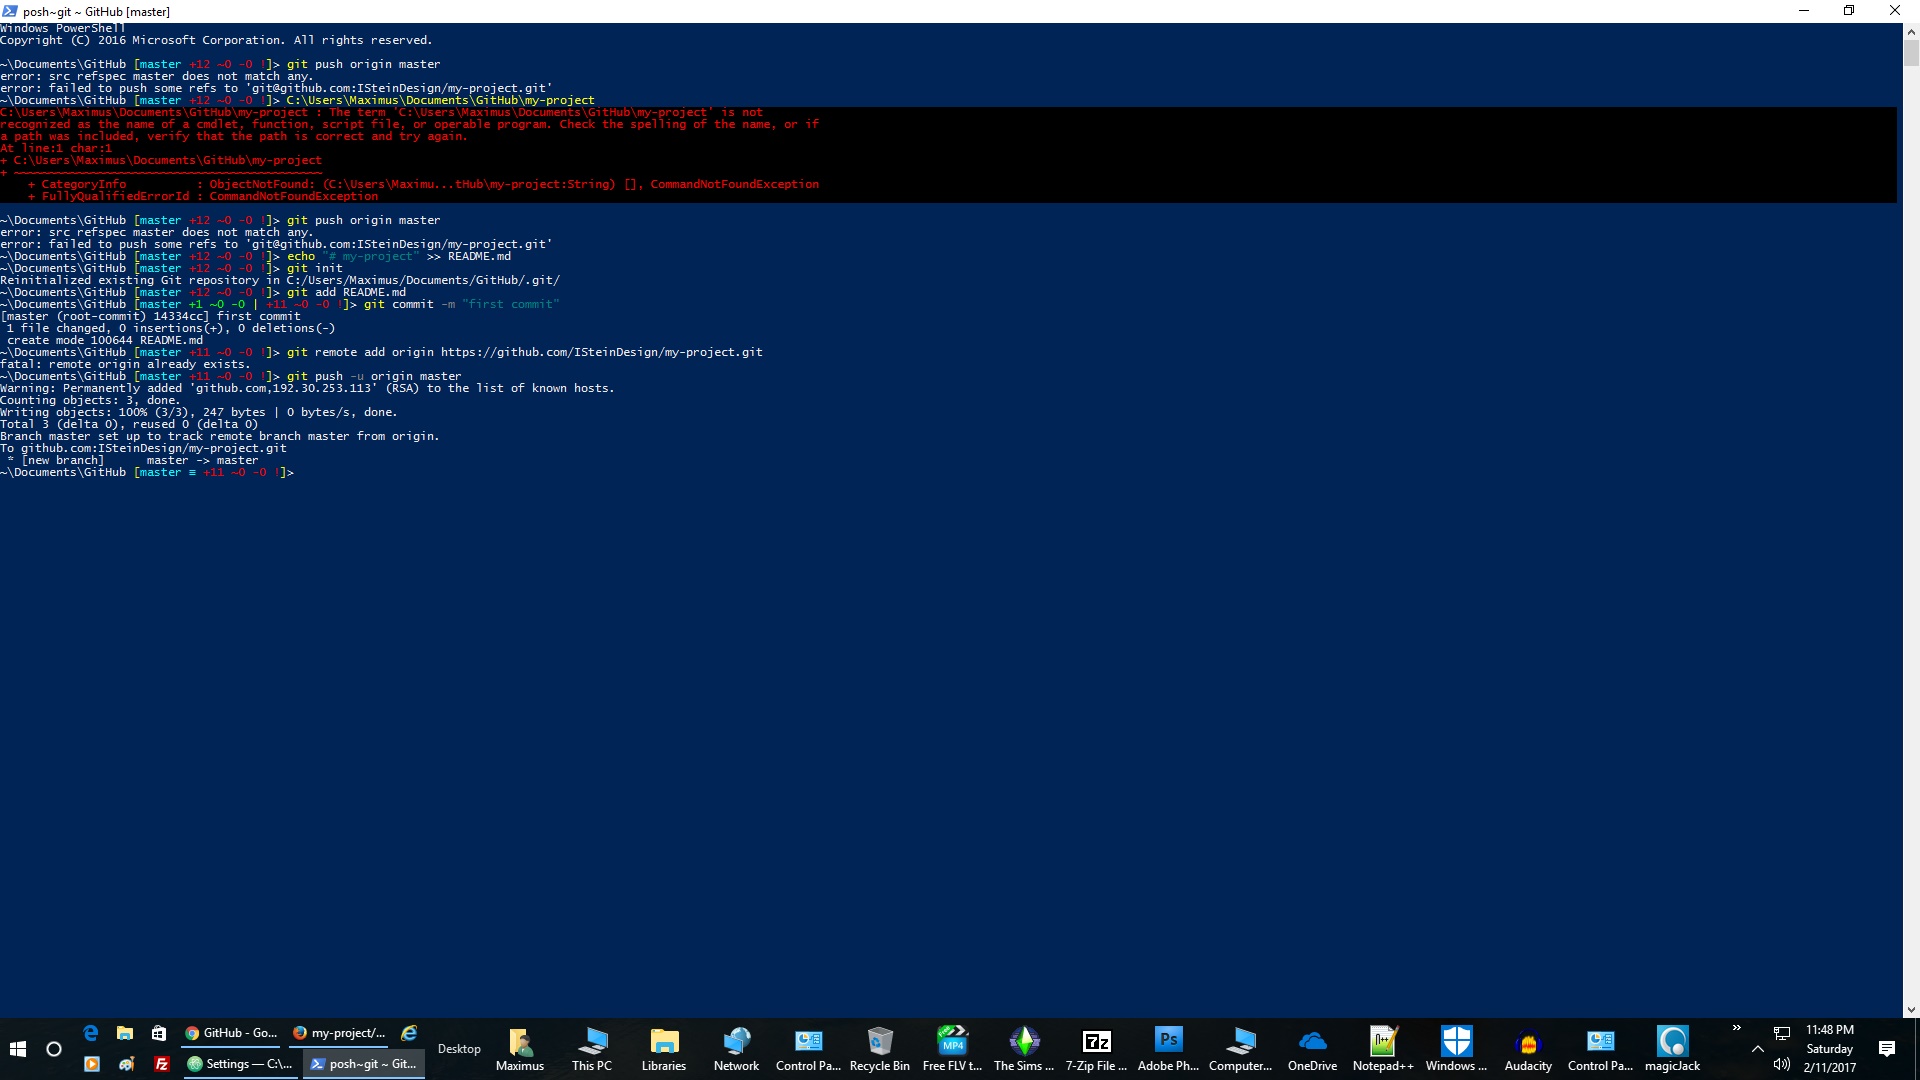 posh~git ~ GitHub [master]
Windows PowerShell
Copyright (C) 2016 Microsoft Corporation. All rights reserved.
~\Documents\GitHub [master +12 ~0 -0 !]> git push origin master
error: src refspec master does not match any.
error: failed to push some refs to 'git@github.com:ISteinDesign/my-project.git'
~\Documents\GitHub [master +12 ~0 -0 !]> C:\Users\Maximus\Documents\GitHub\my-project
C:\Users\Maximus\Documents\GitHub\my-project : The term 'C:\Users\Maximus\Documents\GitHub\my-project' is not
recognized as the name of a cmdlet, function, script file, or operable program. Check the spelling of the name, or if
a path was included, verify that the path is correct and try again.
At line:1 char:1
+ C:\Users\Maximus\Documents\GitHub\my-project
+ ~~~~~~~~~~~~~~~~~~~~~~~~~~~~~~~~~~~~~~~~~~~~
+ CategoryInfo : ObjectNotFound: (C:\Users\Maximu...tHub\my-project:String) [], CommandNotFoundException
+ FullyQualifiedErrorId : CommandNotFoundException
~\Documents\GitHub [master +12 ~0 -0 !]> git push origin master
error: src refspec master does not match any.
error: failed to push some refs to 'git@github.com:ISteinDesign/my-project.git'
~\Documents\GitHub [master +12 ~0 -0 !]> echo "# my-project" >> README.md
~\Documents\GitHub [master +12 ~0 -0 !]> git init
Reinitialized existing Git repository in C:/Users/Maximus/Documents/GitHub/.git/
~\Documents\GitHub [master +12 ~0 -0 !]> git add README.md
~\Documents\GitHub [master +1 ~0 -0 | +11 ~0 -0 !]> git commit -m "first commit"
[master (root-commit) 14334cc] first commit
1 file changed, 0 insertions(+), 0 deletions(-)
create mode 100644 README.md
~\Documents\GitHub [master +11 ~0 -0 !]> git remote add origin https://github.com/ISteinDesign/my-project.git
fatal: remote origin already exists.
~\Documents\GitHub [master +11 ~0 -0 !]> git push -u origin master
Warning: Permanently added 'github.com,192.30.253.113' (RSA) to the list of known hosts.
Counting objects: 3, done.
Writing objects: 100% (3/3), 247 bytes | 0 bytes/s, done.
Total 3 (delta 0), reused 0 (delta 0)
Branch master set up to track remote branch master from origin.
To github.com:ISteinDesign/my-project.git
* [new branch] master -> master
~\Documents\GitHub [master ≡ +11 ~0 -0 !]>
GitHub - Go...
my-project/...
Settings — C:\...
posh~git ~ Git...
Desktop
Maximus
This PC
Libraries
Network
Control Pa...
Recycle Bin
MP4
Free FLV t...
The Sims ...
7z
7-Zip File ...
Ps
Adobe Ph...
Computer...
OneDrive
Notepad++
Windows ...
Audacity
Control Pa...
magicJack
11:48 PM
Saturday
2/11/2017